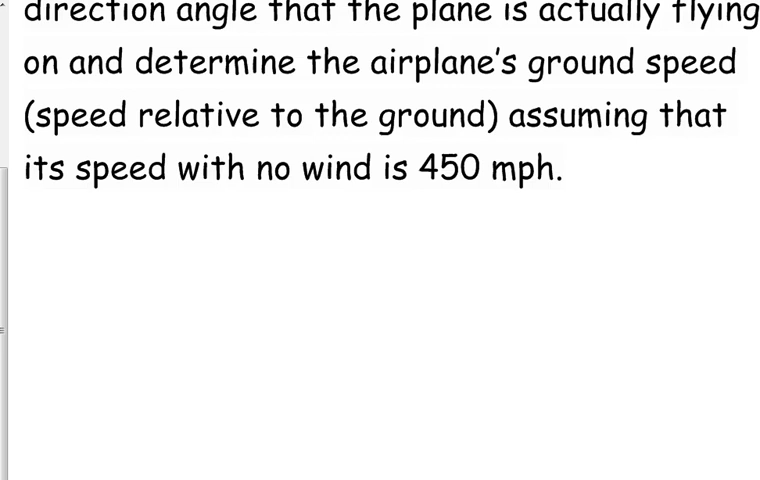 direction angle that the plane is actually flying
on and determine the airplane's ground speed
(speed relative to the ground) assuming that
its speed with no wind is 450 mph.